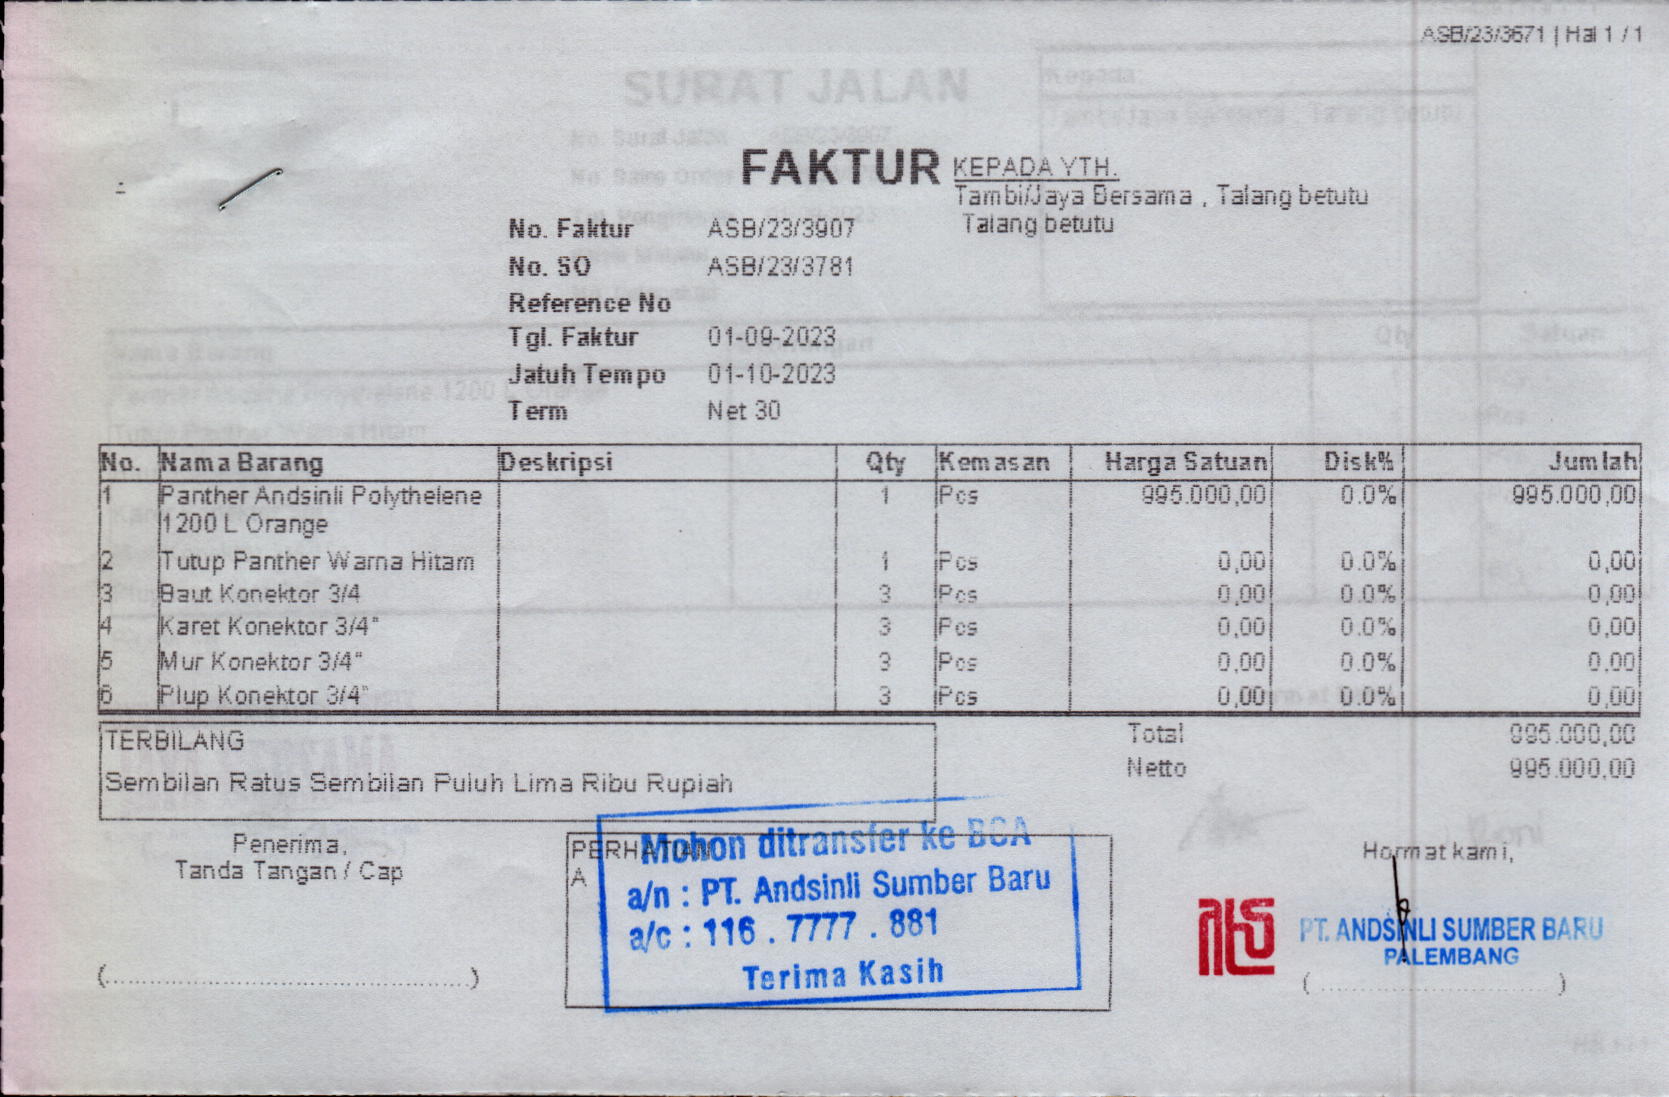 ASB/23/3671 | Hal 1 / 1
SURAT JALAN
Kepada:
FAKTUR
KEPADA YTH.
Tambi/Jaya Bersama , Talang betutu
Talang betutu
No. Faktur ASB/23/3907
No. SO ASB/23/3781
Reference No
Tgl. Faktur 01-09-2023
Jatuh Tempo 01-10-2023
Term Net 30
No. Nama Barang Deskripsi Qty Kemasan Harga Satuan Disk% Jumlah
1 Panther Andsinli Polythelene 1 Pcs 995.000,00 0.0% 995.000,00
1200 L Orange
2 Tutup Panther Warna Hitam 1 Pcs 0,00 0.0% 0,00
3 Baut Konektor 3/4 3 Pcs 0,00 0.0% 0,00
4 Karet Konektor 3/4" 3 Pcs 0,00 0.0% 0,00
5 Mur Konektor 3/4" 3 Pcs 0,00 0.0% 0,00
6 Plup Konektor 3/4" 3 Pcs 0,00 0.0% 0,00
Total 995.000,00
Netto 995.000,00
TERBILANG
Sembilan Ratus Sembilan Puluh Lima Ribu Rupiah
Penerima,
Tanda Tangan / Cap
(..................................................)
PERHATIAN
A
Mohon ditransfer ke BCA
a/n : PT. Andsinli Sumber Baru
a/c : 116 . 7777 . 881
Terima Kasih
Hormat kami,
PT. ANDSINLI SUMBER BARU
PALEMBANG
(..................................)